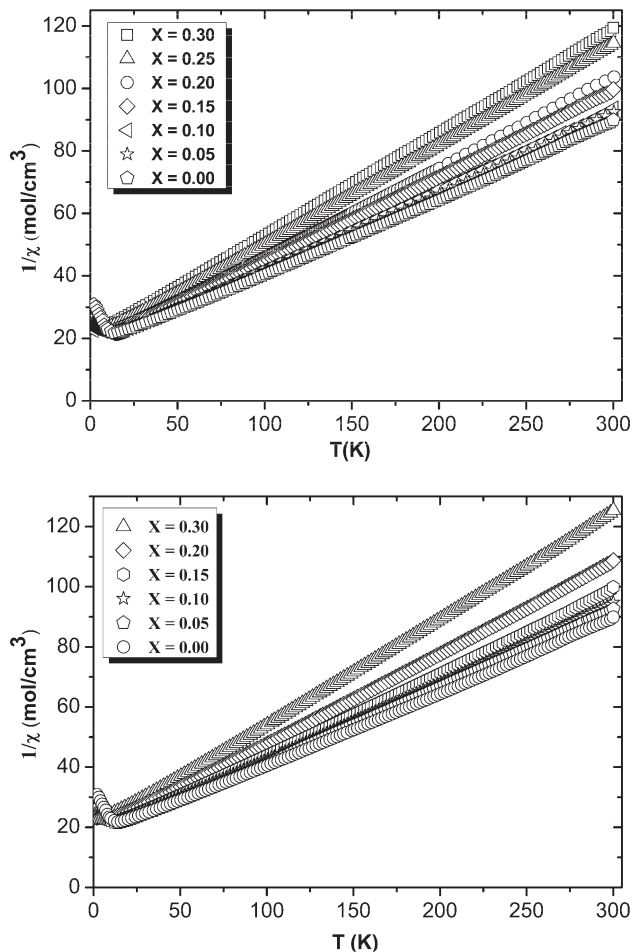 120
100
80
60
40
20
0
1/χ (mol/cm³)
X = 0.30
X = 0.25
X = 0.20
X = 0.15
X = 0.10
X = 0.05
X = 0.00
0 50 100 150 200 250 300
T(K)
120
100
80
60
40
20
0
1/χ (mol/cm³)
X = 0.30
X = 0.20
X = 0.15
X = 0.10
X = 0.05
X = 0.00
0 50 100 150 200 250 300
T (K)